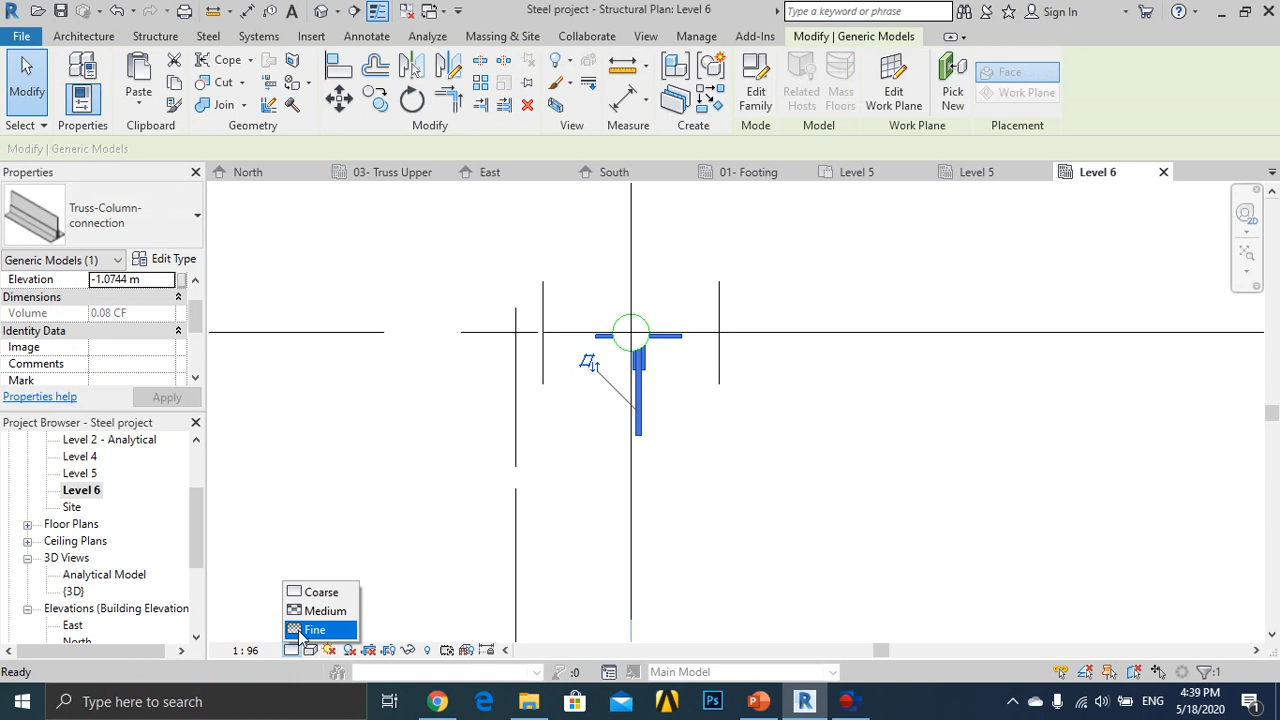 Steel project - Structural Plan: Level 6
Type a keyword or phrase
Sign In
File
Architecture
Structure
Steel
Systems
Insert
Annotate
Analyze
Massing & Site
Collaborate
View
Manage
Add-Ins
Modify | Generic Models
Modify
Paste
Cope
Cut
Join
Edit Family
Related Hosts
Mass Floors
Edit Work Plane
Pick New
Face
Work Plane
Select
Properties
Clipboard
Geometry
Modify
View
Measure
Create
Mode
Model
Work Plane
Placement
Modify | Generic Models
Properties
North
03- Truss Upper
East
South
01- Footing
Level 5
Level 5
Level 6
Truss-Column-
connection
Generic Models (1)
Edit Type
Elevation
-1.0744 m
Dimensions
Volume
0.08 CF
Identity Data
Image
Comments
Mark
Properties help
Apply
Project Browser - Steel project
Level 2 - Analytical
Level 4
Level 5
Level 6
Site
Floor Plans
Ceiling Plans
3D Views
Analytical Model
{3D}
Elevations (Building Elevation
East
North
2D
Coarse
Medium
Fine
1 : 96
Ready
:0
Main Model
:1
Type here to search
ENG
4:39 PM
5/18/2020